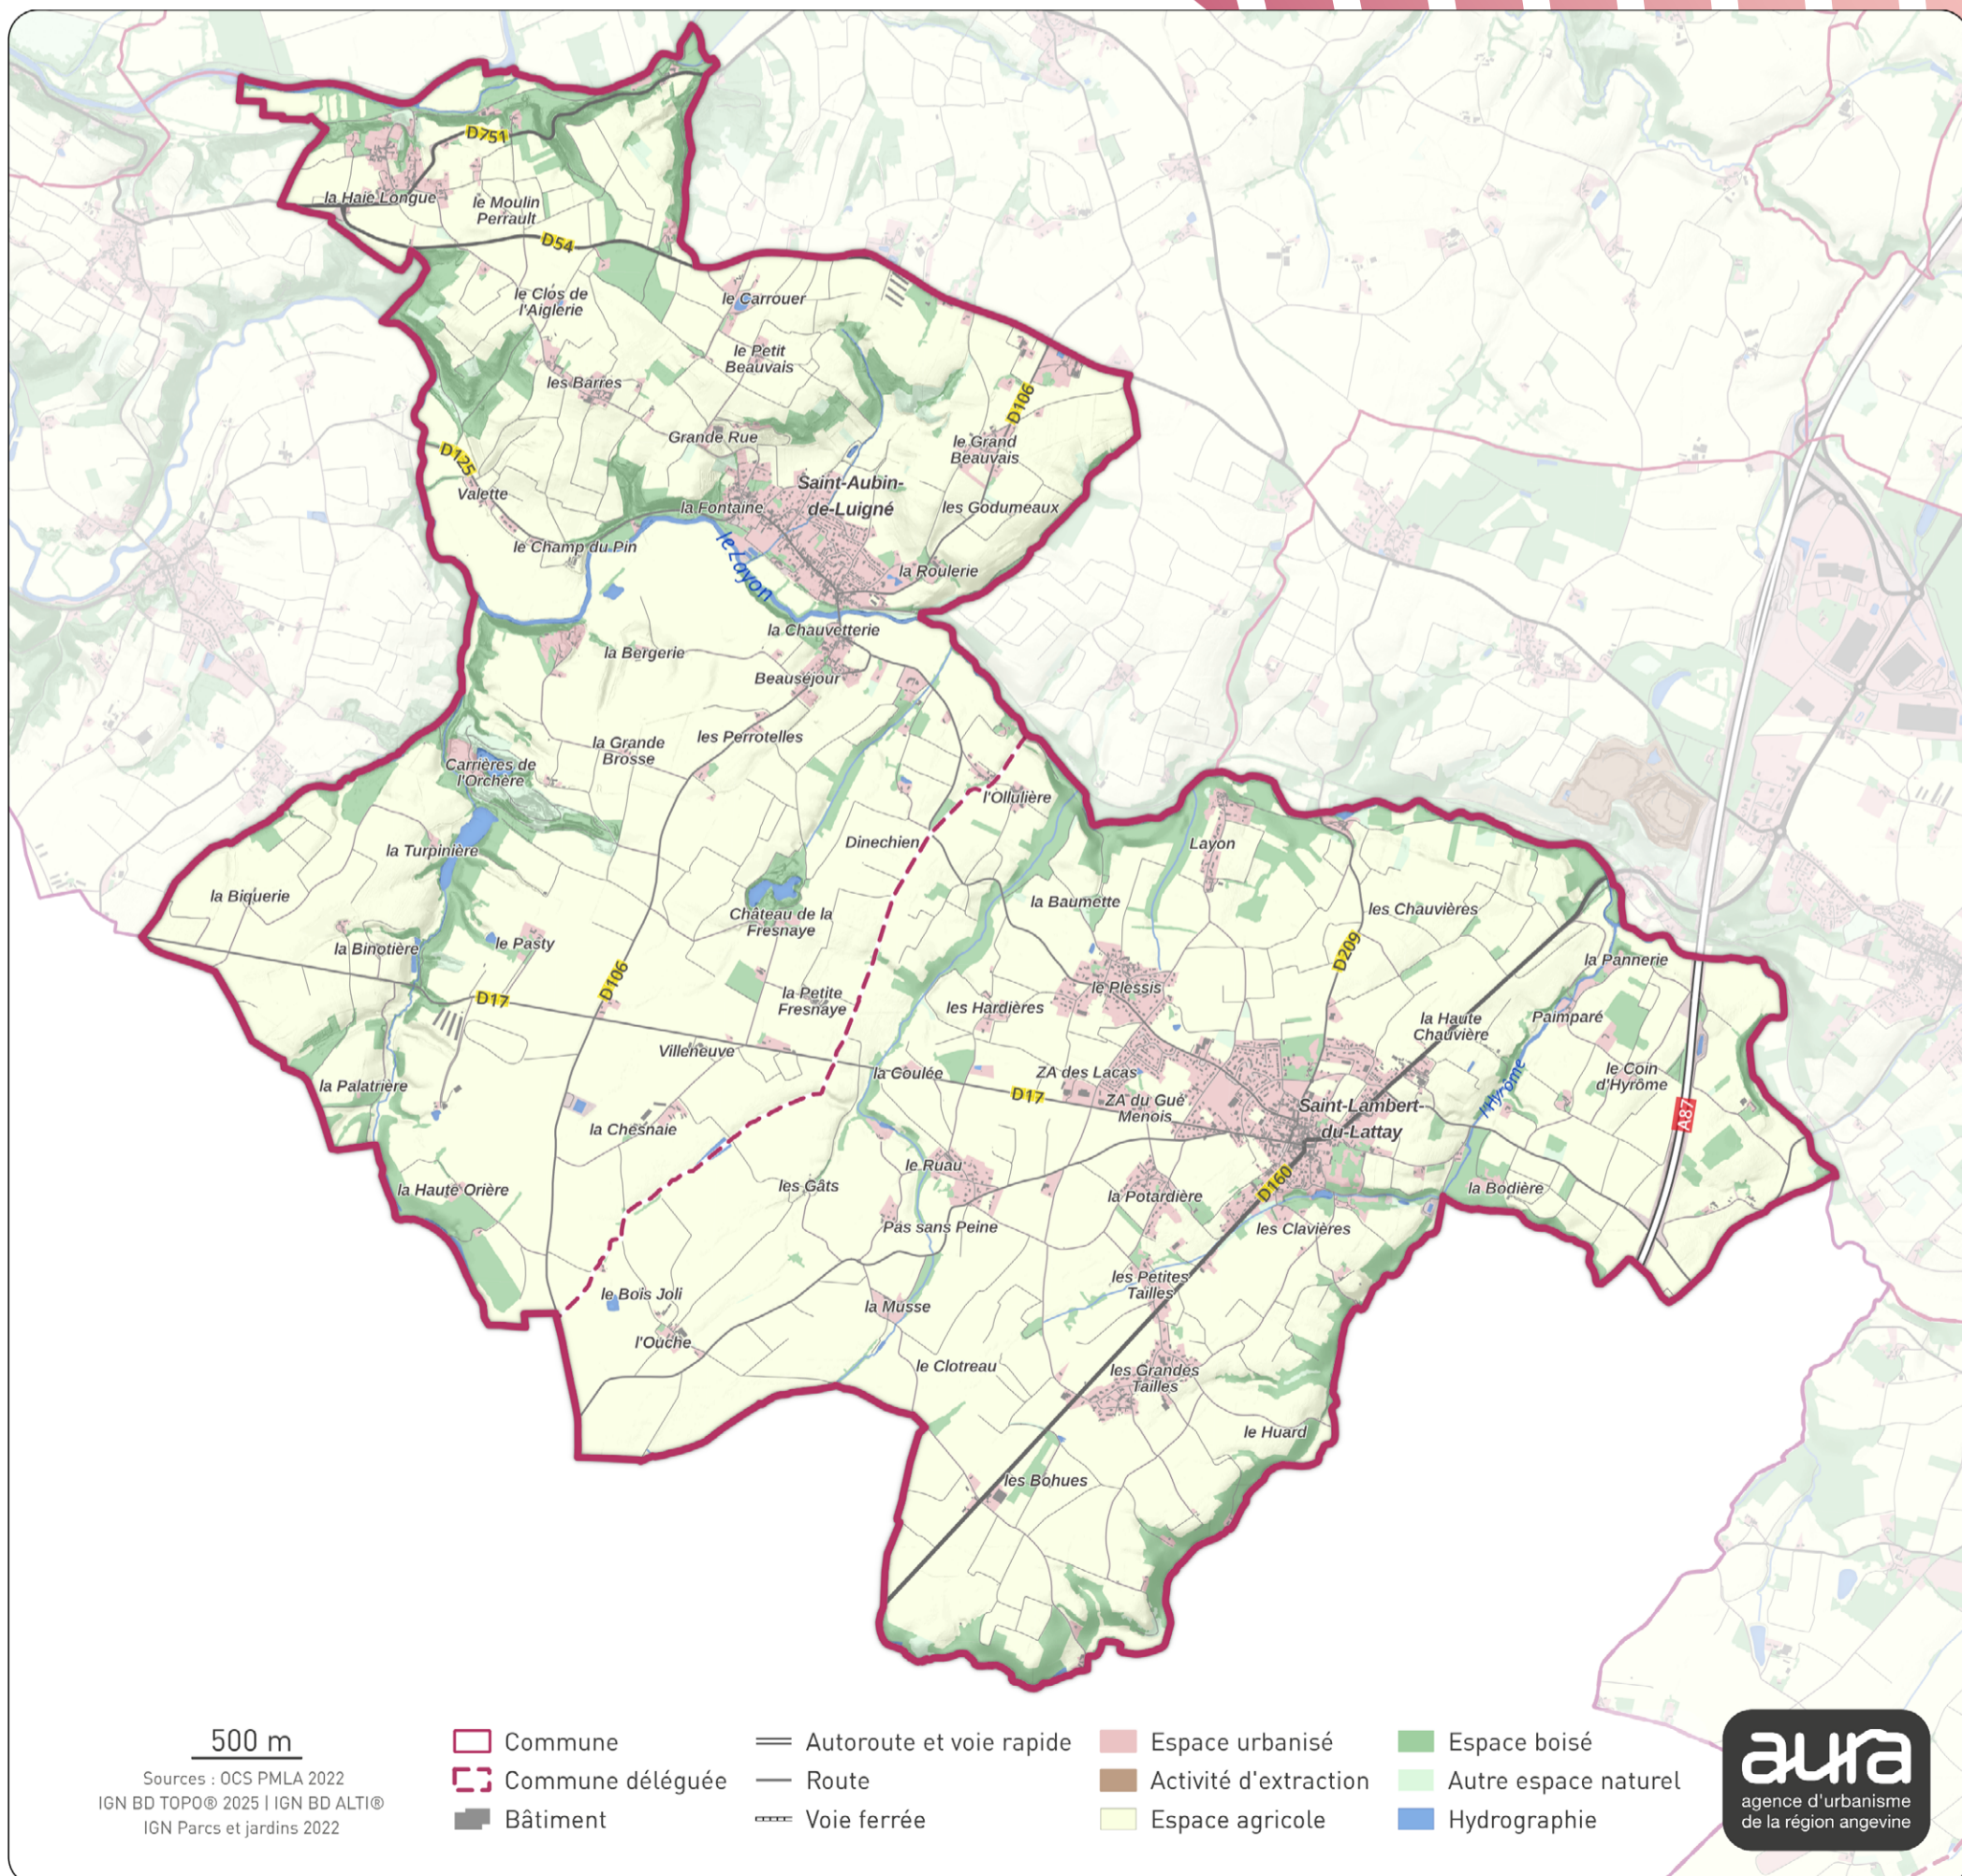 D751
la Haie Longue
le Moulin
Perrault
D54
le Clos de
l'Aiglerie
le Carrouer
le Petit
Beauvais
les Barres
D106
Grande Rue
le Grand
Beauvais
D125
Valette
Saint-Aubin-
de-Luigné
la Fontaine
les Godumeaux
le Champ du Pin
le Layon
la Roulerie
la Chauvetterie
la Bergerie
Beauséjour
les Perrotelles
la Grande
Brosse
Carrières de
l'Orchère
l'Ollulière
la Turpinière
Dinechien
Layon
la Biquerie
la Baumette
les Chauvières
Château de la
Fresnaye
la Binotière
le Pasty
D209
la Pannerie
D106
D17
la Petite
Fresnaye
les Hardières
le Plessis
la Haute
Chauvière
Paimparé
Villeneuve
la Coulée
ZA des Lacas
le Coin
d'Hyrôme
la Palatrière
D17
ZA du Gué
Menois
l'Hyrôme
A87
Saint-Lambert-
du-Lattay
la Chesnaie
le Ruau
la Haute Orière
les Gâts
la Potardière
D160
la Bodière
Pas sans Peine
les Clavières
le Bois Joli
les Petites
Tailles
la Musse
l'Ouche
le Clotreau
les Grandes
Tailles
le Huard
les Bohues
500 m
Sources : OCS PMLA 2022
IGN BD TOPO® 2025 | IGN BD ALTI®
IGN Parcs et jardins 2022
Commune
Commune déléguée
Bâtiment
Autoroute et voie rapide
Route
Voie ferrée
Espace urbanisé
Activité d'extraction
Espace agricole
Espace boisé
Autre espace naturel
Hydrographie
aura
agence d'urbanisme
de la région angevine